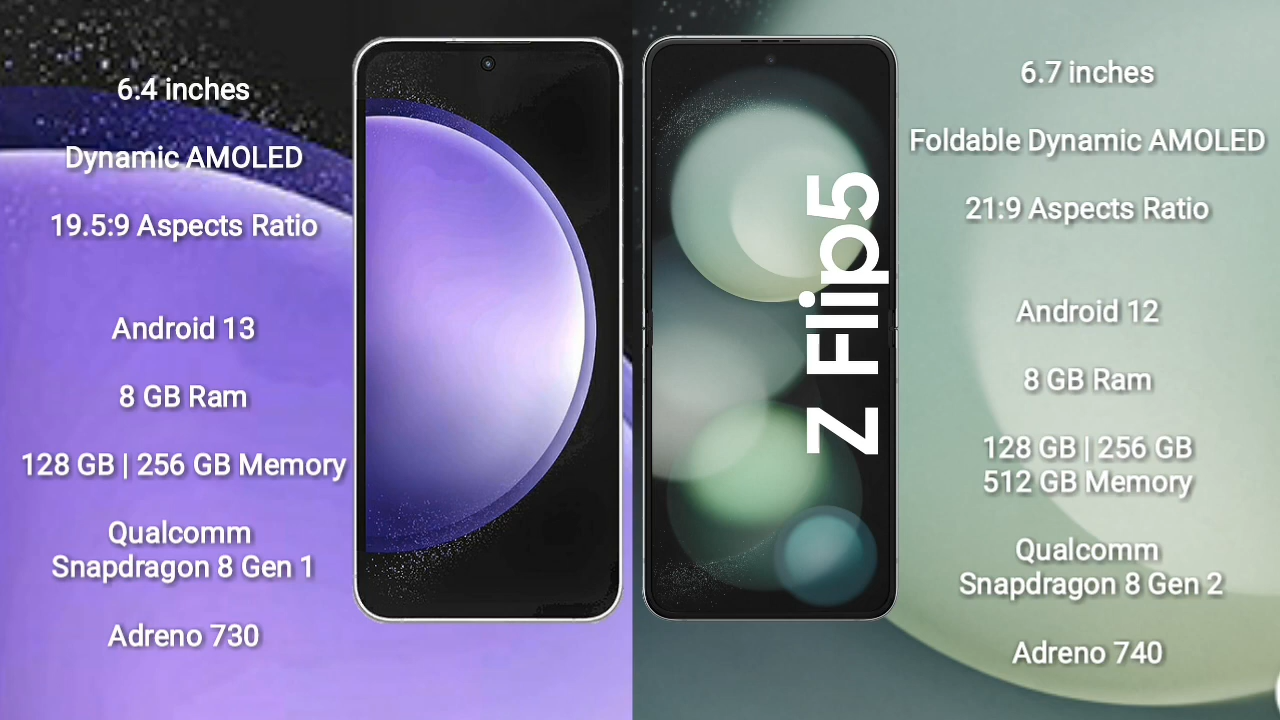 6.4 inches
Dynamic AMOLED
19.5:9 Aspects Ratio
Android 13
8 GB Ram
128 GB | 256 GB Memory
Qualcomm
Snapdragon 8 Gen 1
Adreno 730
Z Flip5
6.7 inches
Foldable Dynamic AMOLED
21:9 Aspects Ratio
Android 12
8 GB Ram
128 GB | 256 GB
512 GB Memory
Qualcomm
Snapdragon 8 Gen 2
Adreno 740